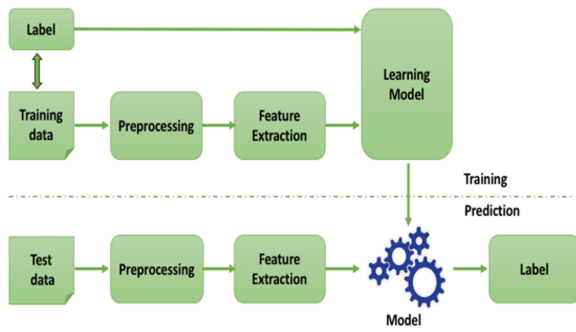 Label
Training
data
Preprocessing
Feature
Extraction
Learning
Model
Training
Prediction
Test
data
Preprocessing
Feature
Extraction
Model
Label